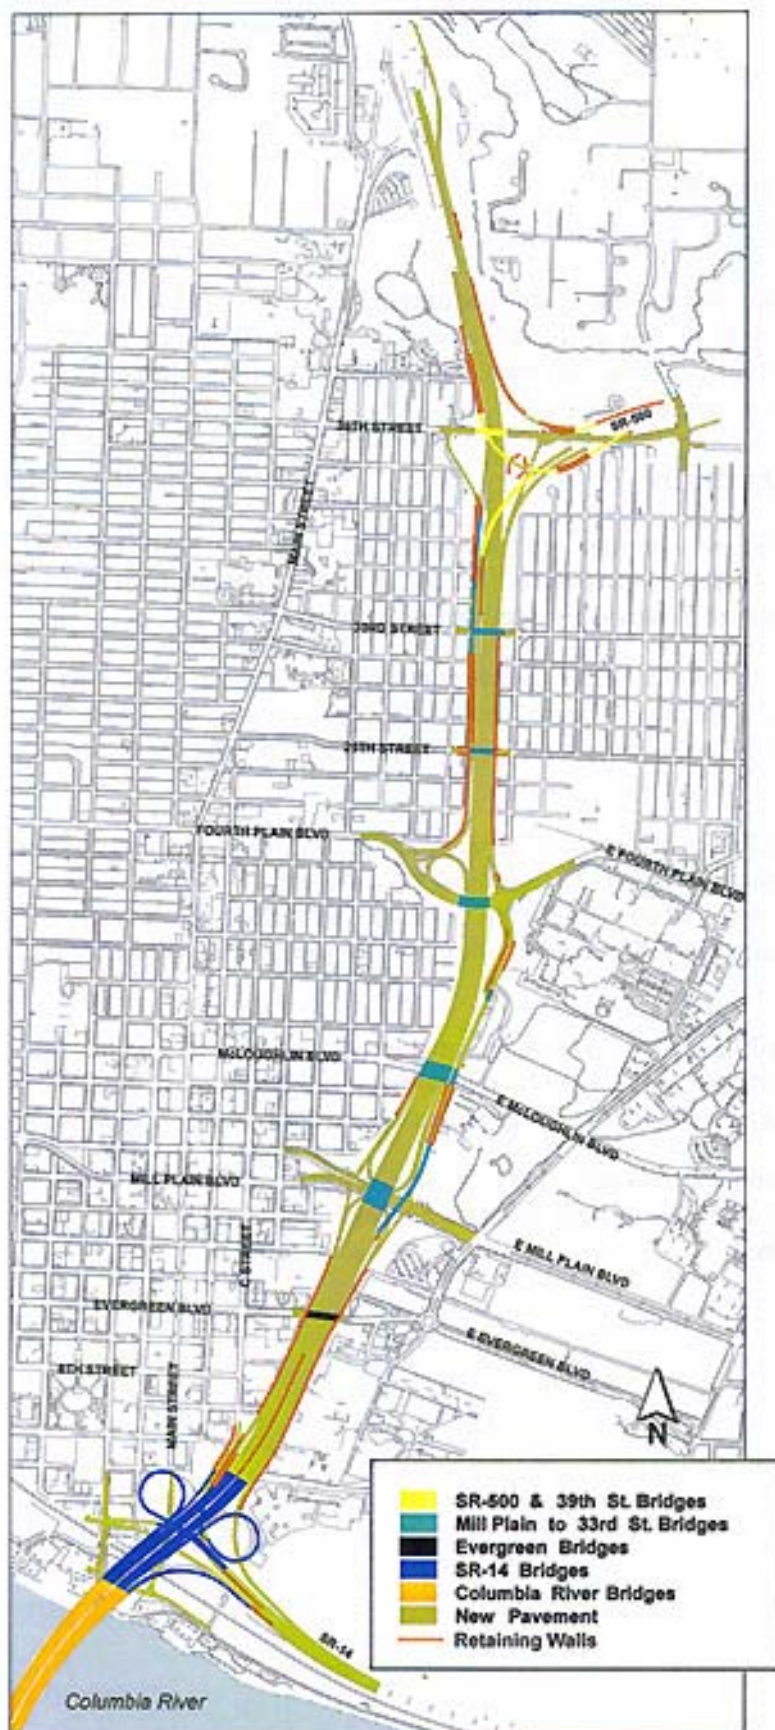 SR-500
39TH STREET
MAIN STREET
33RD STREET
29TH STREET
FOURTH PLAIN BLVD
E FOURTH PLAIN BLVD
McLOUGHLIN BLVD
E McLOUGHLIN BLVD
MILL PLAIN BLVD
C STREET
E MILL PLAIN BLVD
EVERGREEN BLVD
E EVERGREEN BLVD
8TH STREET
MAIN STREET
N
SR-500 & 39th St. Bridges
Mill Plain to 33rd St. Bridges
Evergreen Bridges
SR-14 Bridges
Columbia River Bridges
New Pavement
Retaining Walls
SR-14
Columbia River